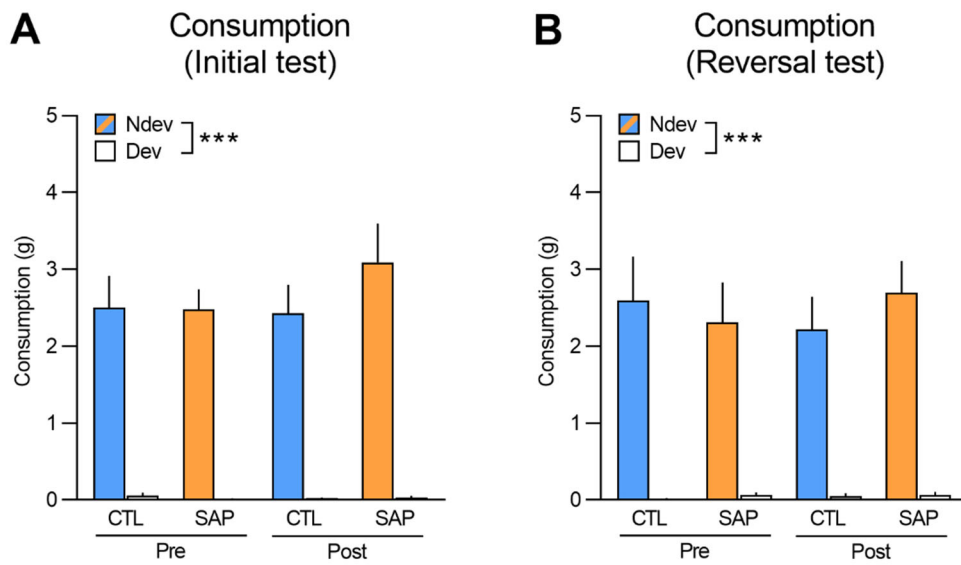 A
Consumption
(Initial test)
Ndev
Dev
***
Consumption (g)
5
4
3
2
1
0
CTL SAP CTL SAP
Pre Post
B
Consumption
(Reversal test)
Ndev
Dev
***
Consumption (g)
5
4
3
2
1
0
CTL SAP CTL SAP
Pre Post